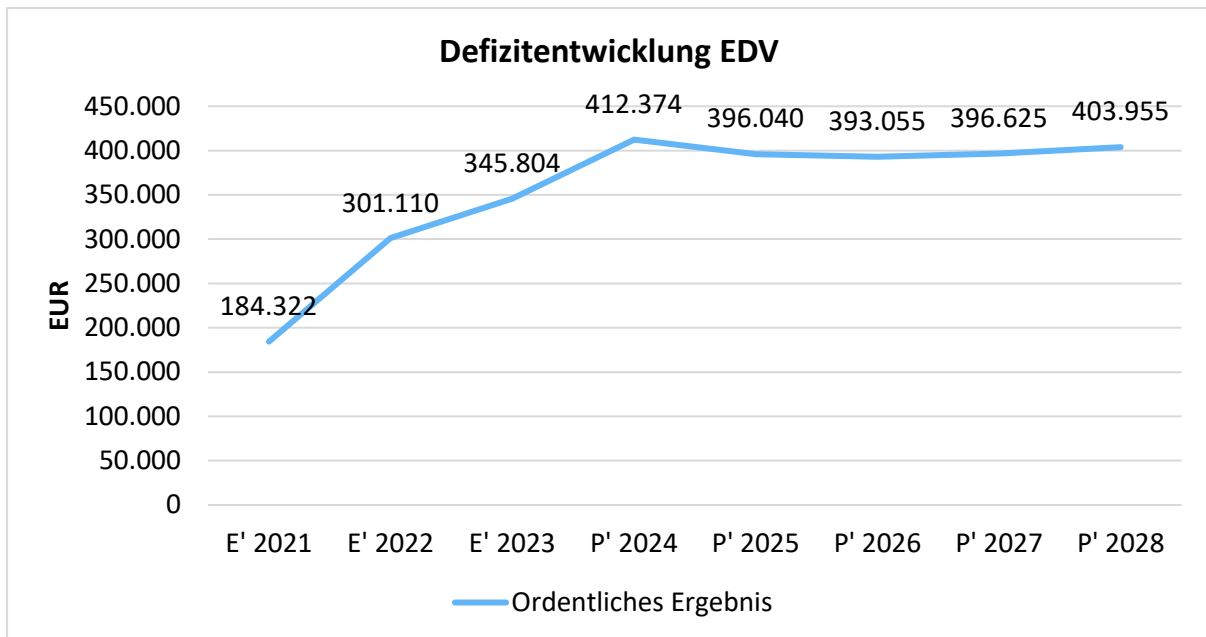 Defizitentwicklung EDV
450.000
400.000
350.000
300.000
250.000
200.000
150.000
100.000
50.000
0
EUR
184.322
301.110
345.804
412.374
396.040
393.055
396.625
403.955
E' 2021
E' 2022
E' 2023
P' 2024
P' 2025
P' 2026
P' 2027
P' 2028
Ordentliches Ergebnis